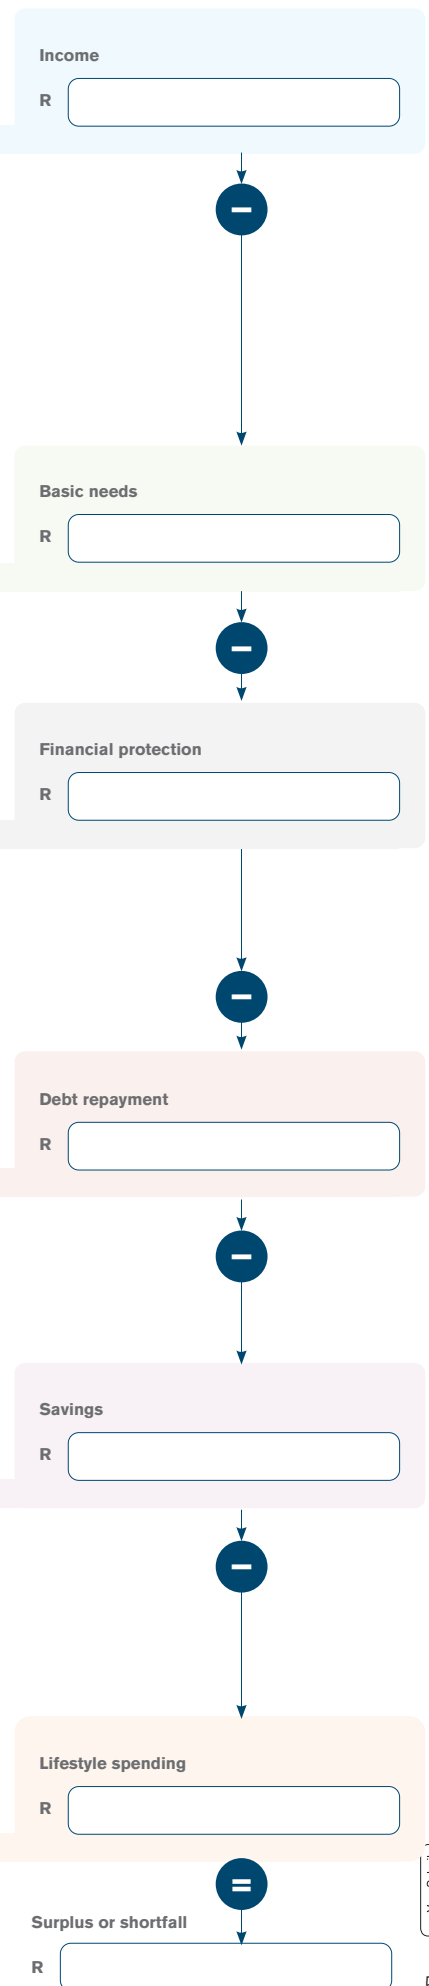 Income
R
Basic needs
R
Financial protection
R
Debt repayment
R
Savings
R
Lifestyle spending
R
Surplus or shortfall
R